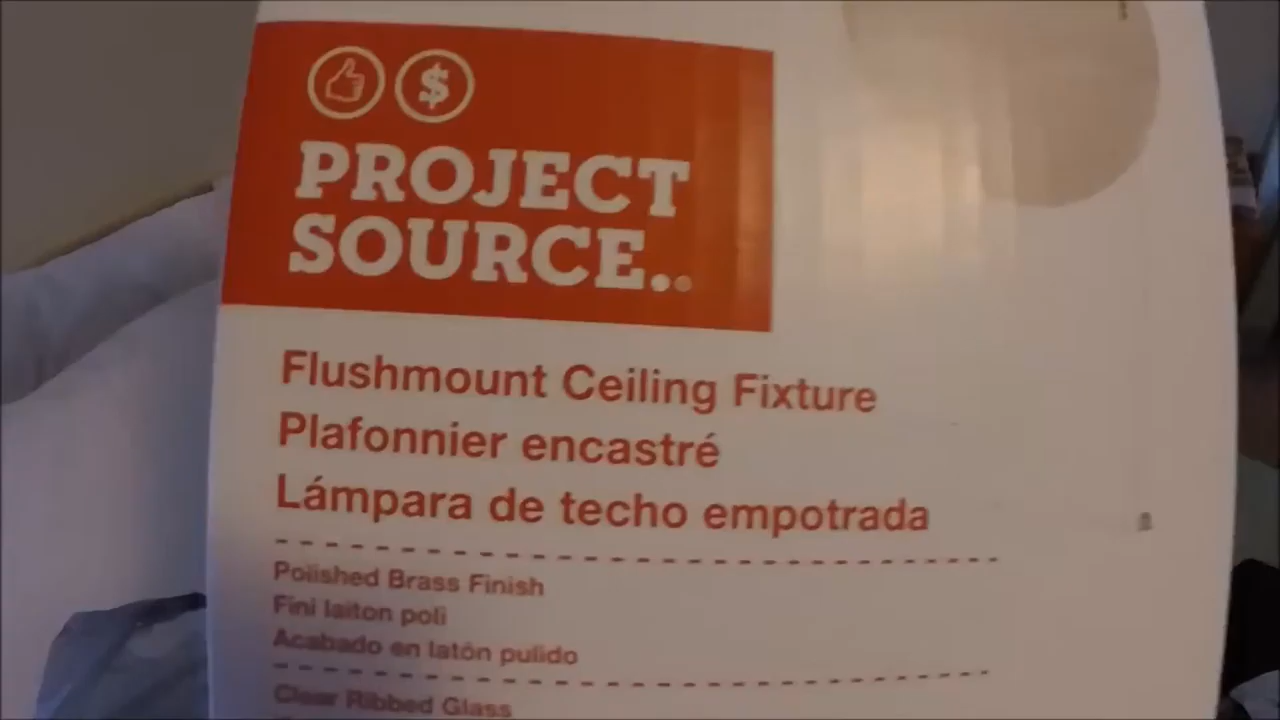 $
PROJECT
SOURCE..
Flushmount Ceiling Fixture
Plafonnier encastré
Lámpara de techo empotrada
Polished Brass Finish
Fini laiton poli
Acabado en latón pulido
Clear Ribbed Glass